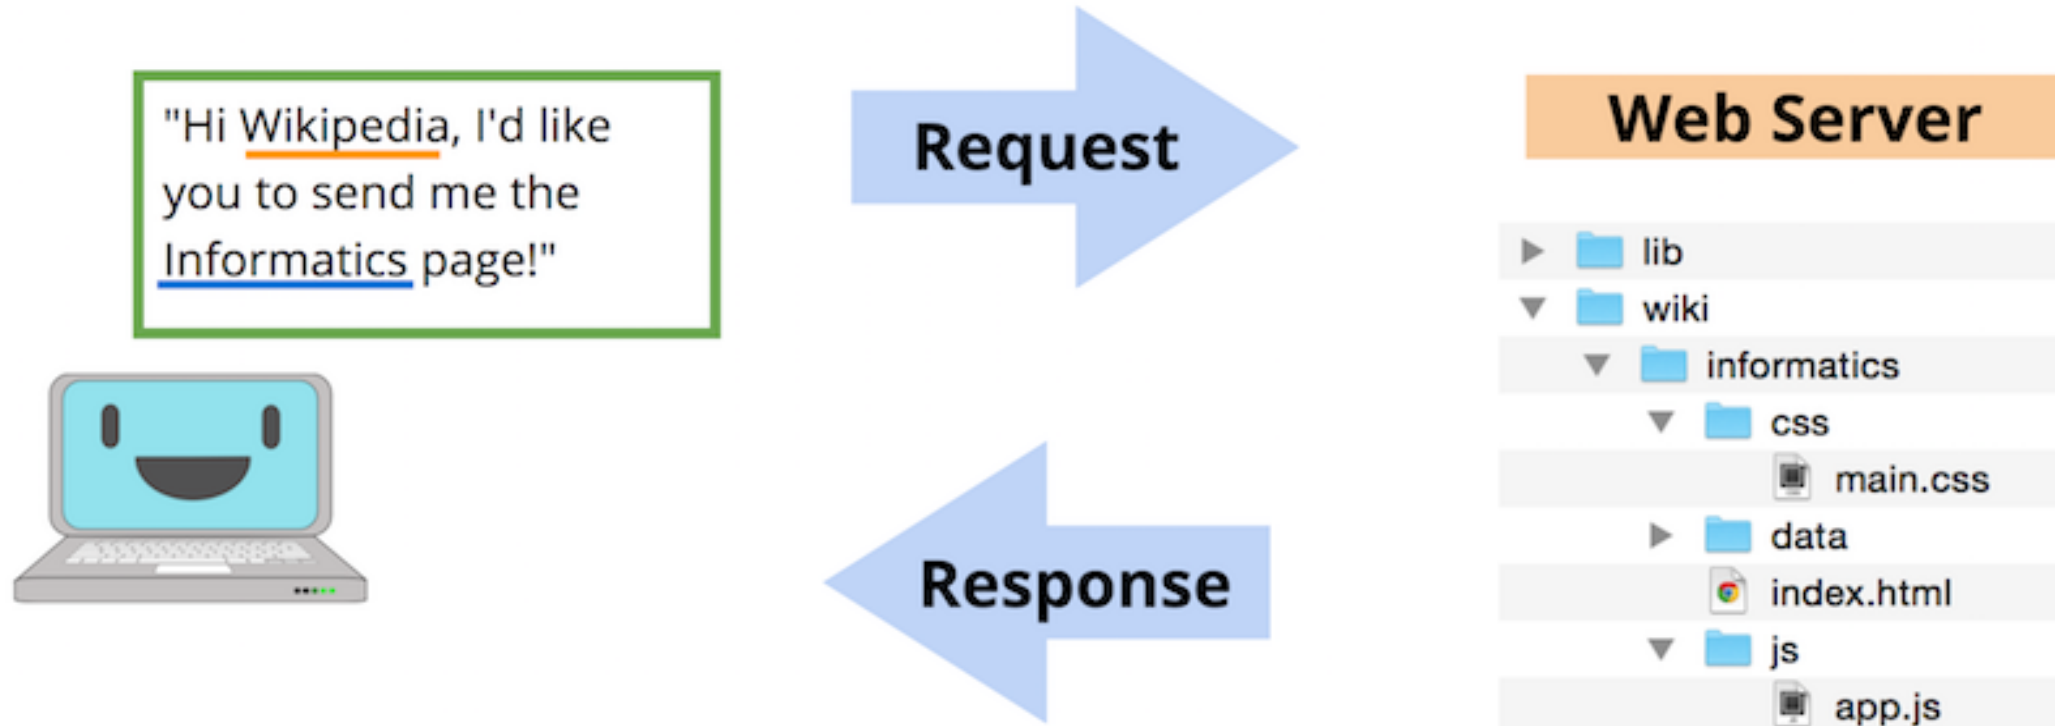 "Hi Wikipedia, I'd like
you to send me the
Informatics page!"
Request
Response
Web Server
lib
wiki
informatics
css
main.css
data
index.html
js
app.js